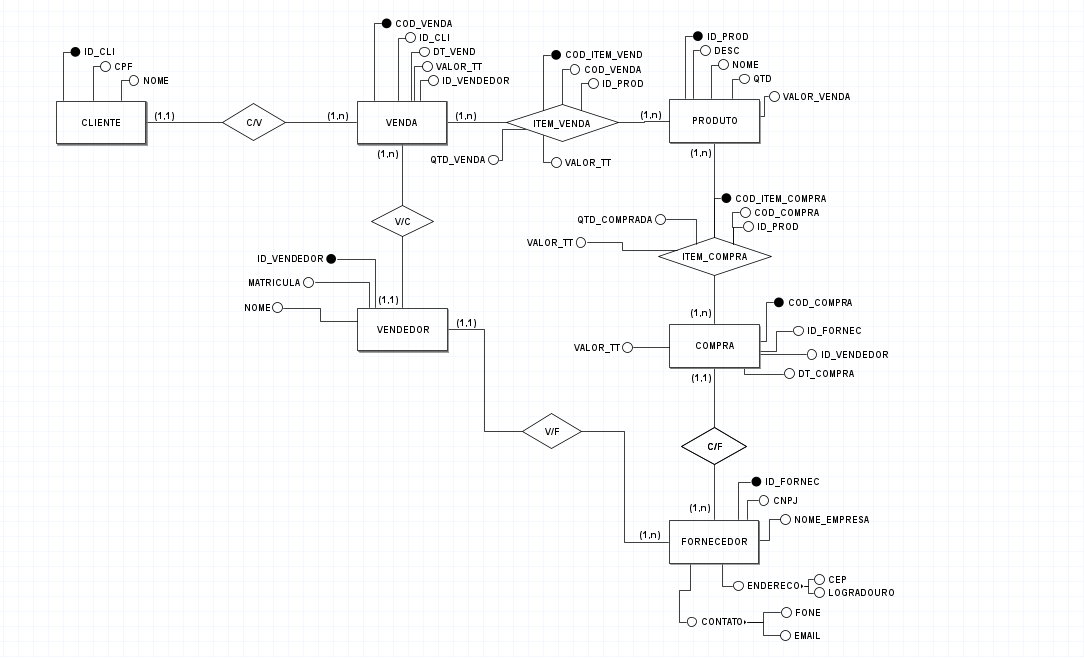 COD_VENDA
ID_CLI
DT_VEND
VALOR_TT
ID_VENDEDOR
ID_CLI
CPF
NOME
COD_ITEM_VEND
COD_VENDA
ID_PROD
ID_PROD
DESC
NOME
QTD
VALOR_VENDA
CLIENTE
(1,1)
C/V
(1,n)
VENDA
(1,n)
ITEM_VENDA
(1,n)
PRODUTO
QTD_VENDA
VALOR_TT
(1,n)
(1,n)
V/C
COD_ITEM_COMPRA
COD_COMPRA
ID_PROD
QTD_COMPRADA
VALOR_TT
ITEM_COMPRA
ID_VENDEDOR
MATRICULA
NOME
(1,1)
VENDEDOR
(1,1)
(1,n)
COD_COMPRA
ID_FORNEC
ID_VENDEDOR
DT_COMPRA
VALOR_TT
COMPRA
(1,1)
V/F
C/F
(1,n)
ID_FORNEC
CNPJ
NOME_EMPRESA
(1,n)
FORNECEDOR
ENDERECO
CEP
LOGRADOURO
CONTATO
FONE
EMAIL